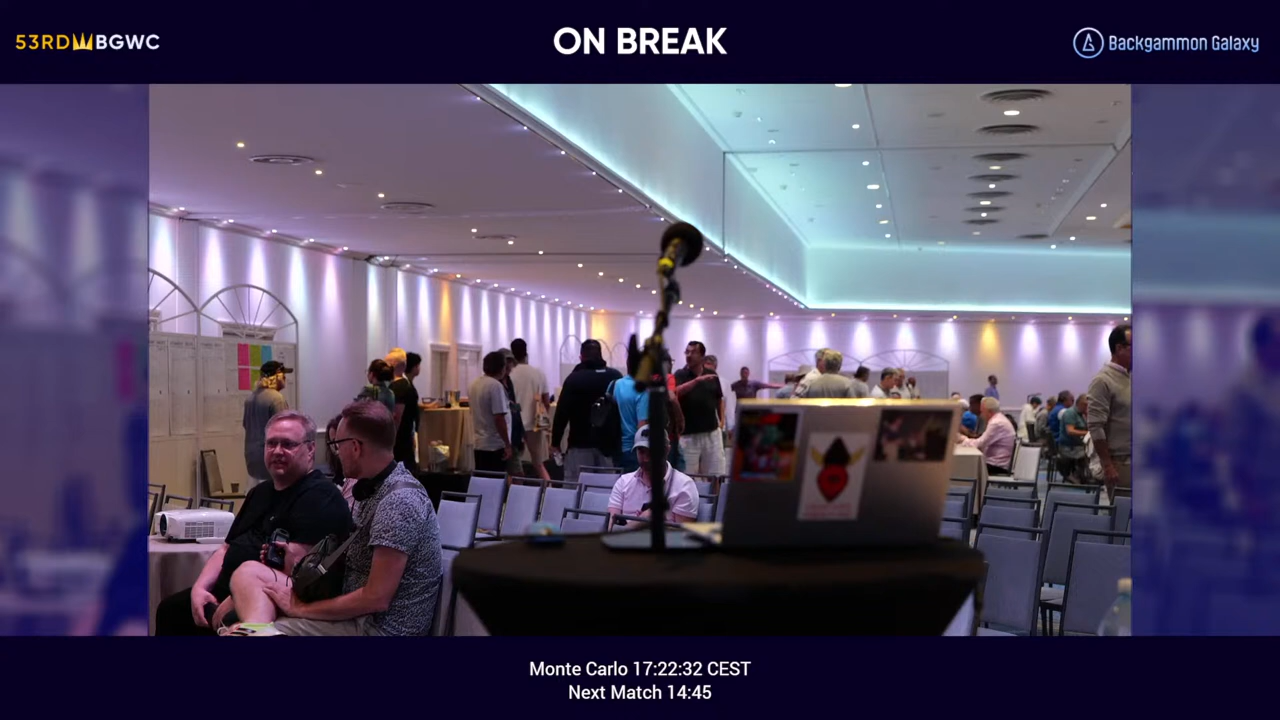 53RD BGWC
ON BREAK
Backgammon Galaxy
Monte Carlo 17:22:32 CEST
Next Match 14:45